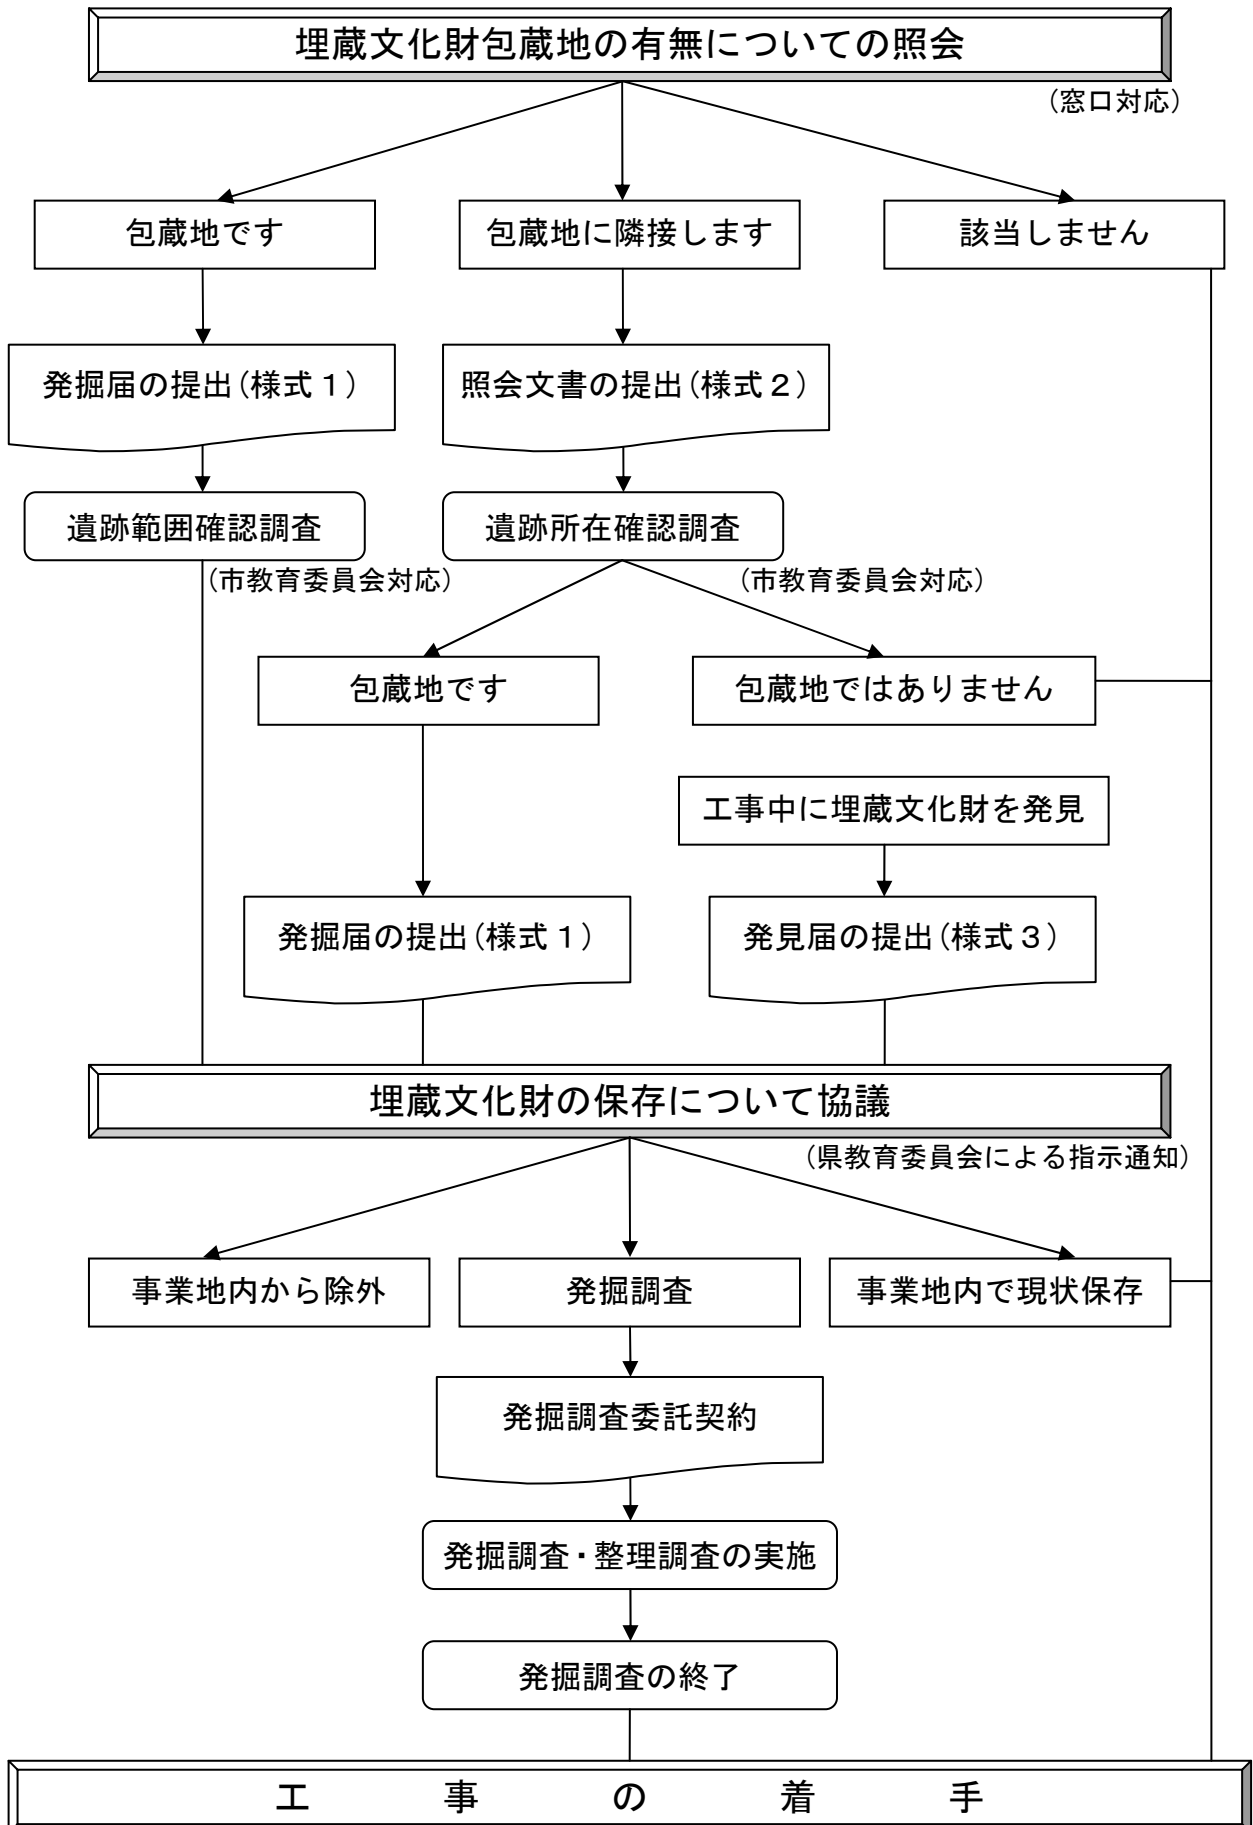 埋蔵文化財包蔵地の有無についての照会
（窓口対応）
包蔵地です
包蔵地に隣接します
該当しません
発掘届の提出（様式１）
照会文書の提出（様式２）
遺跡範囲確認調査
遺跡所在確認調査
（市教育委員会対応）
（市教育委員会対応）
包蔵地です
包蔵地ではありません
工事中に埋蔵文化財を発見
発掘届の提出（様式１）
発見届の提出（様式３）
埋蔵文化財の保存について協議
（県教育委員会による指示通知）
事業地内から除外
発掘調査
事業地内で現状保存
発掘調査委託契約
発掘調査・整理調査の実施
発掘調査の終了
工事の着手